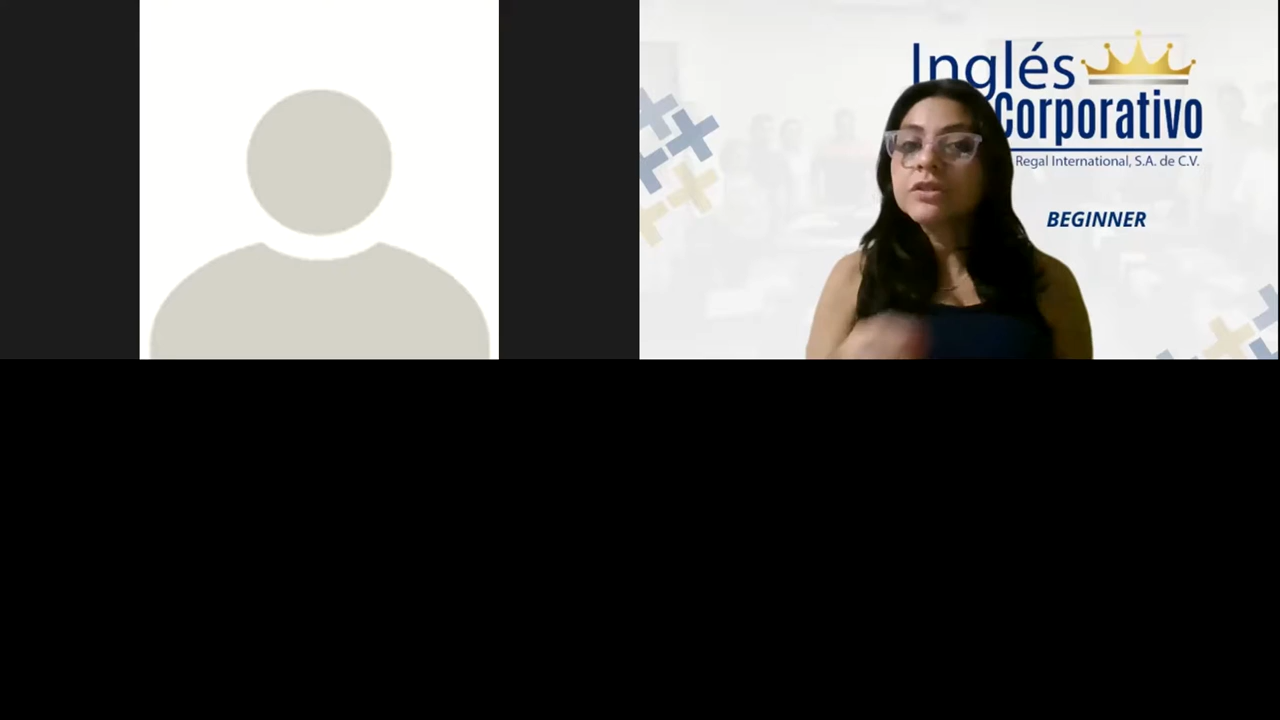 Inglés
Corporativo
Regal International, S.A. de C.V.
BEGINNER